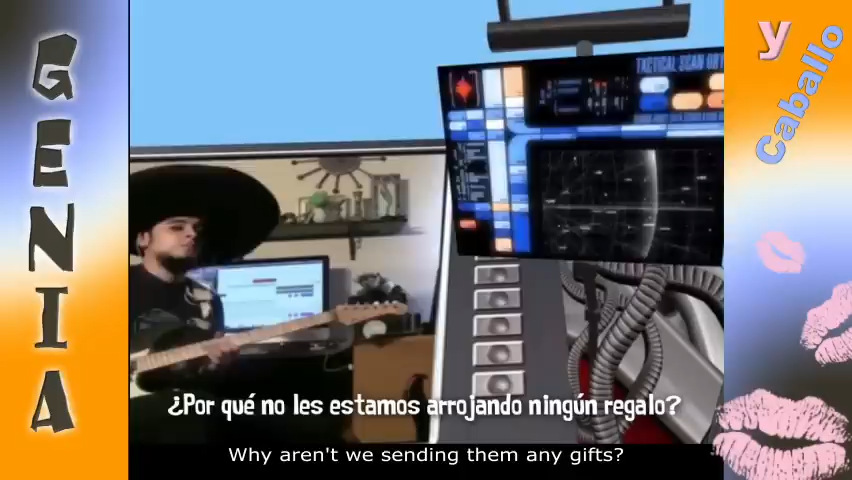 GENIA
y
Caballo
TACTICAL SCAN
¿Por qué no les estamos arrojando ningún regalo?
Why aren't we sending them any gifts?